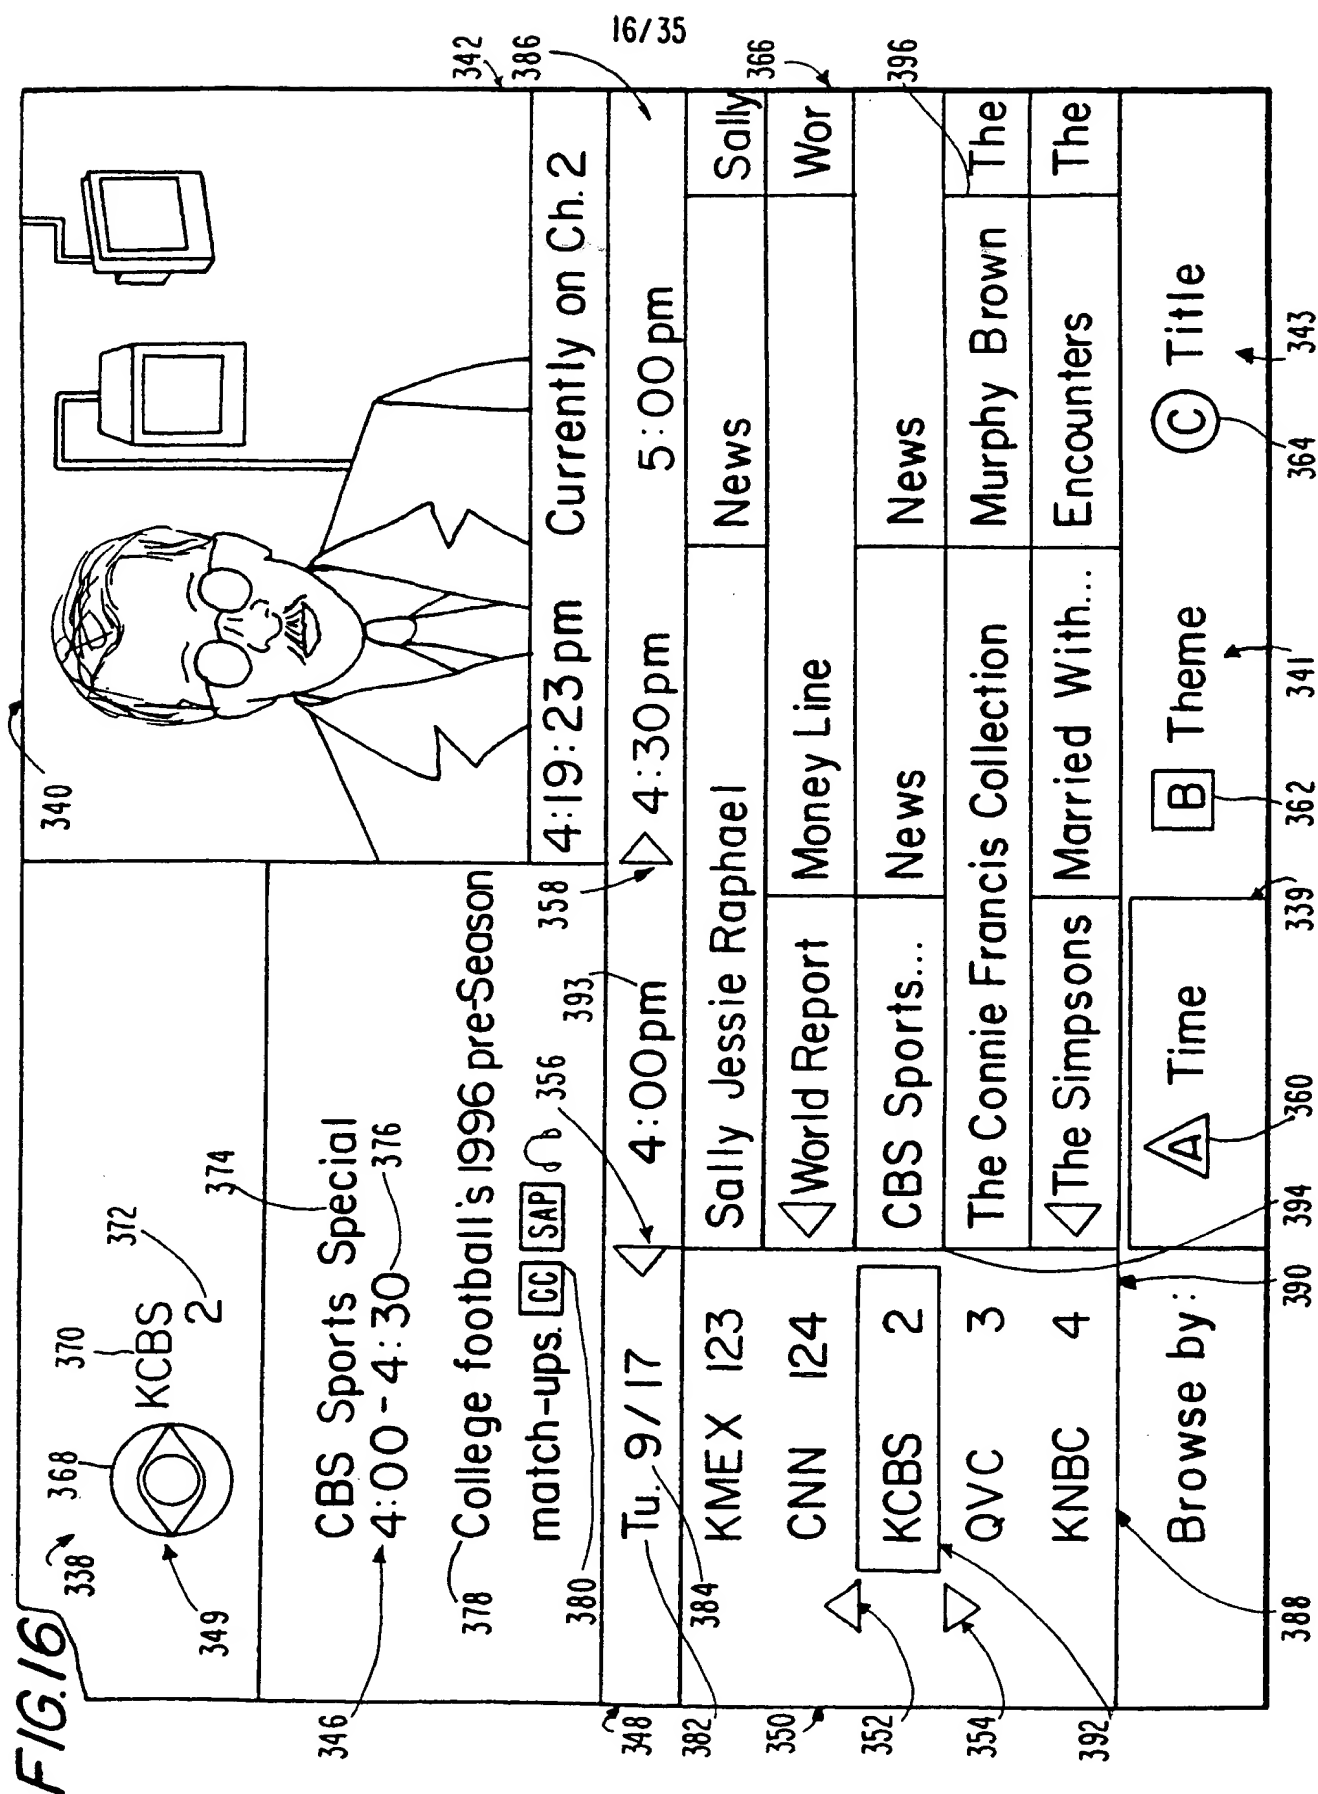 16/35
FIG.16
338
340
342
386
349
368
370
KCBS
372
2
374
346
CBS Sports Special
4:00-4:30
376
378
College football's 1996 pre-Season
match-ups. CC SAP
380
356
393
358
4:19:23pm Currently on Ch. 2
348
Tu. 9/17 4:00pm 4:30pm 5:00pm
382
384
366
396
KMEX 123 Sally Jessie Raphael News Sally
350
CNN 124 World Report Money Line Wor
352
KCBS 2 CBS Sports... News News
354
QVC 3 The Connie Francis Collection Murphy Brown The
392
KNBC 4 The Simpsons Married With... Encounters The
Browse by: A Time B Theme C Title
388
390
394
360
339
362
341
364
343